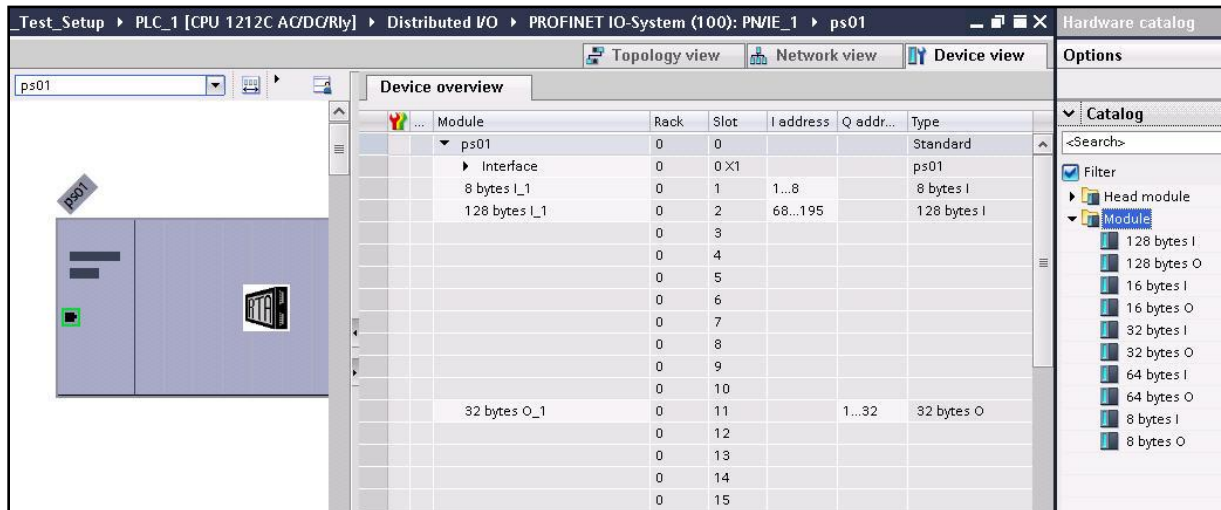 _Test_Setup ▸ PLC_1 [CPU 1212C AC/DC/Rly] ▸ Distributed I/O ▸ PROFINET IO-System (100): PN/IE_1 ▸ ps01
Hardware catalog
Topology view Network view Device view
Options
ps01
Device overview
... Module Rack Slot I address Q addr... Type
ps01 0 0 Standard
Interface 0 0 X1 ps01
8 bytes I_1 0 1 1...8 8 bytes I
128 bytes I_1 0 2 68...195 128 bytes I
0 3
0 4
0 5
0 6
0 7
0 8
0 9
0 10
32 bytes O_1 0 11 1...32 32 bytes O
0 12
0 13
0 14
0 15
ps01
RTA
Catalog
<Search>
Filter
Head module
Module
128 bytes I
128 bytes O
16 bytes I
16 bytes O
32 bytes I
32 bytes O
64 bytes I
64 bytes O
8 bytes I
8 bytes O